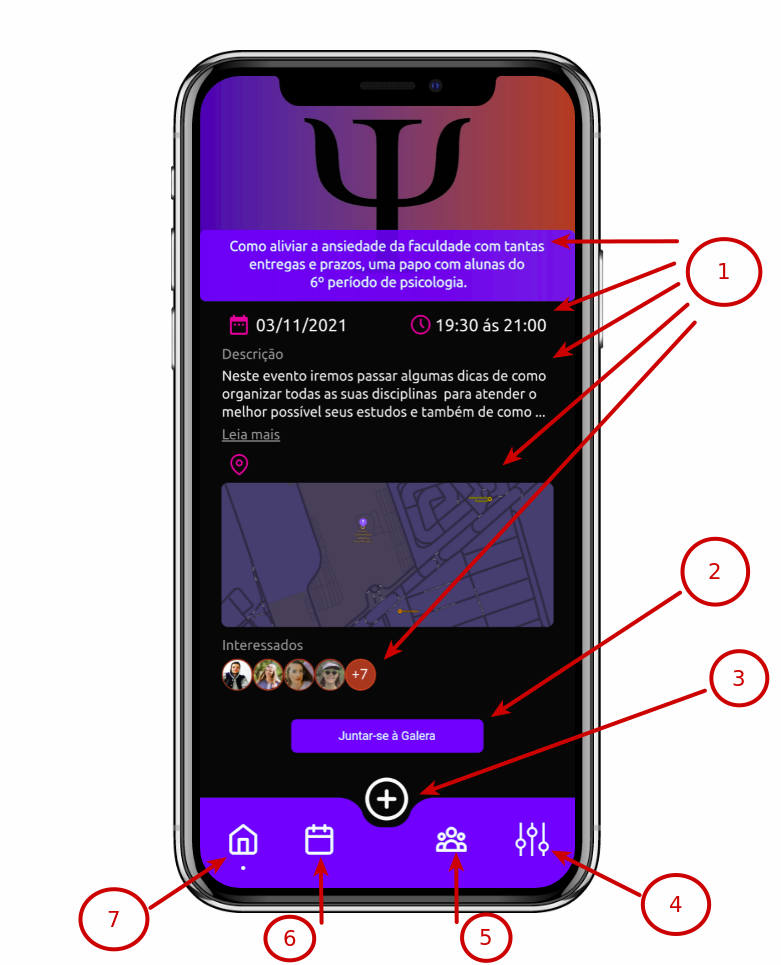 Ψ
Como aliviar a ansiedade da faculdade com tantas
entregas e prazos, uma papo com alunas do
6º período de psicologia.
1
03/11/2021 19:30 ás 21:00
Descrição
Neste evento iremos passar algumas dicas de como
organizar todas as suas disciplinas para atender o
melhor possível seus estudos e também de como ...
Leia mais
2
Interessados
+7
3
Juntar-se à Galera
7
6
5
4